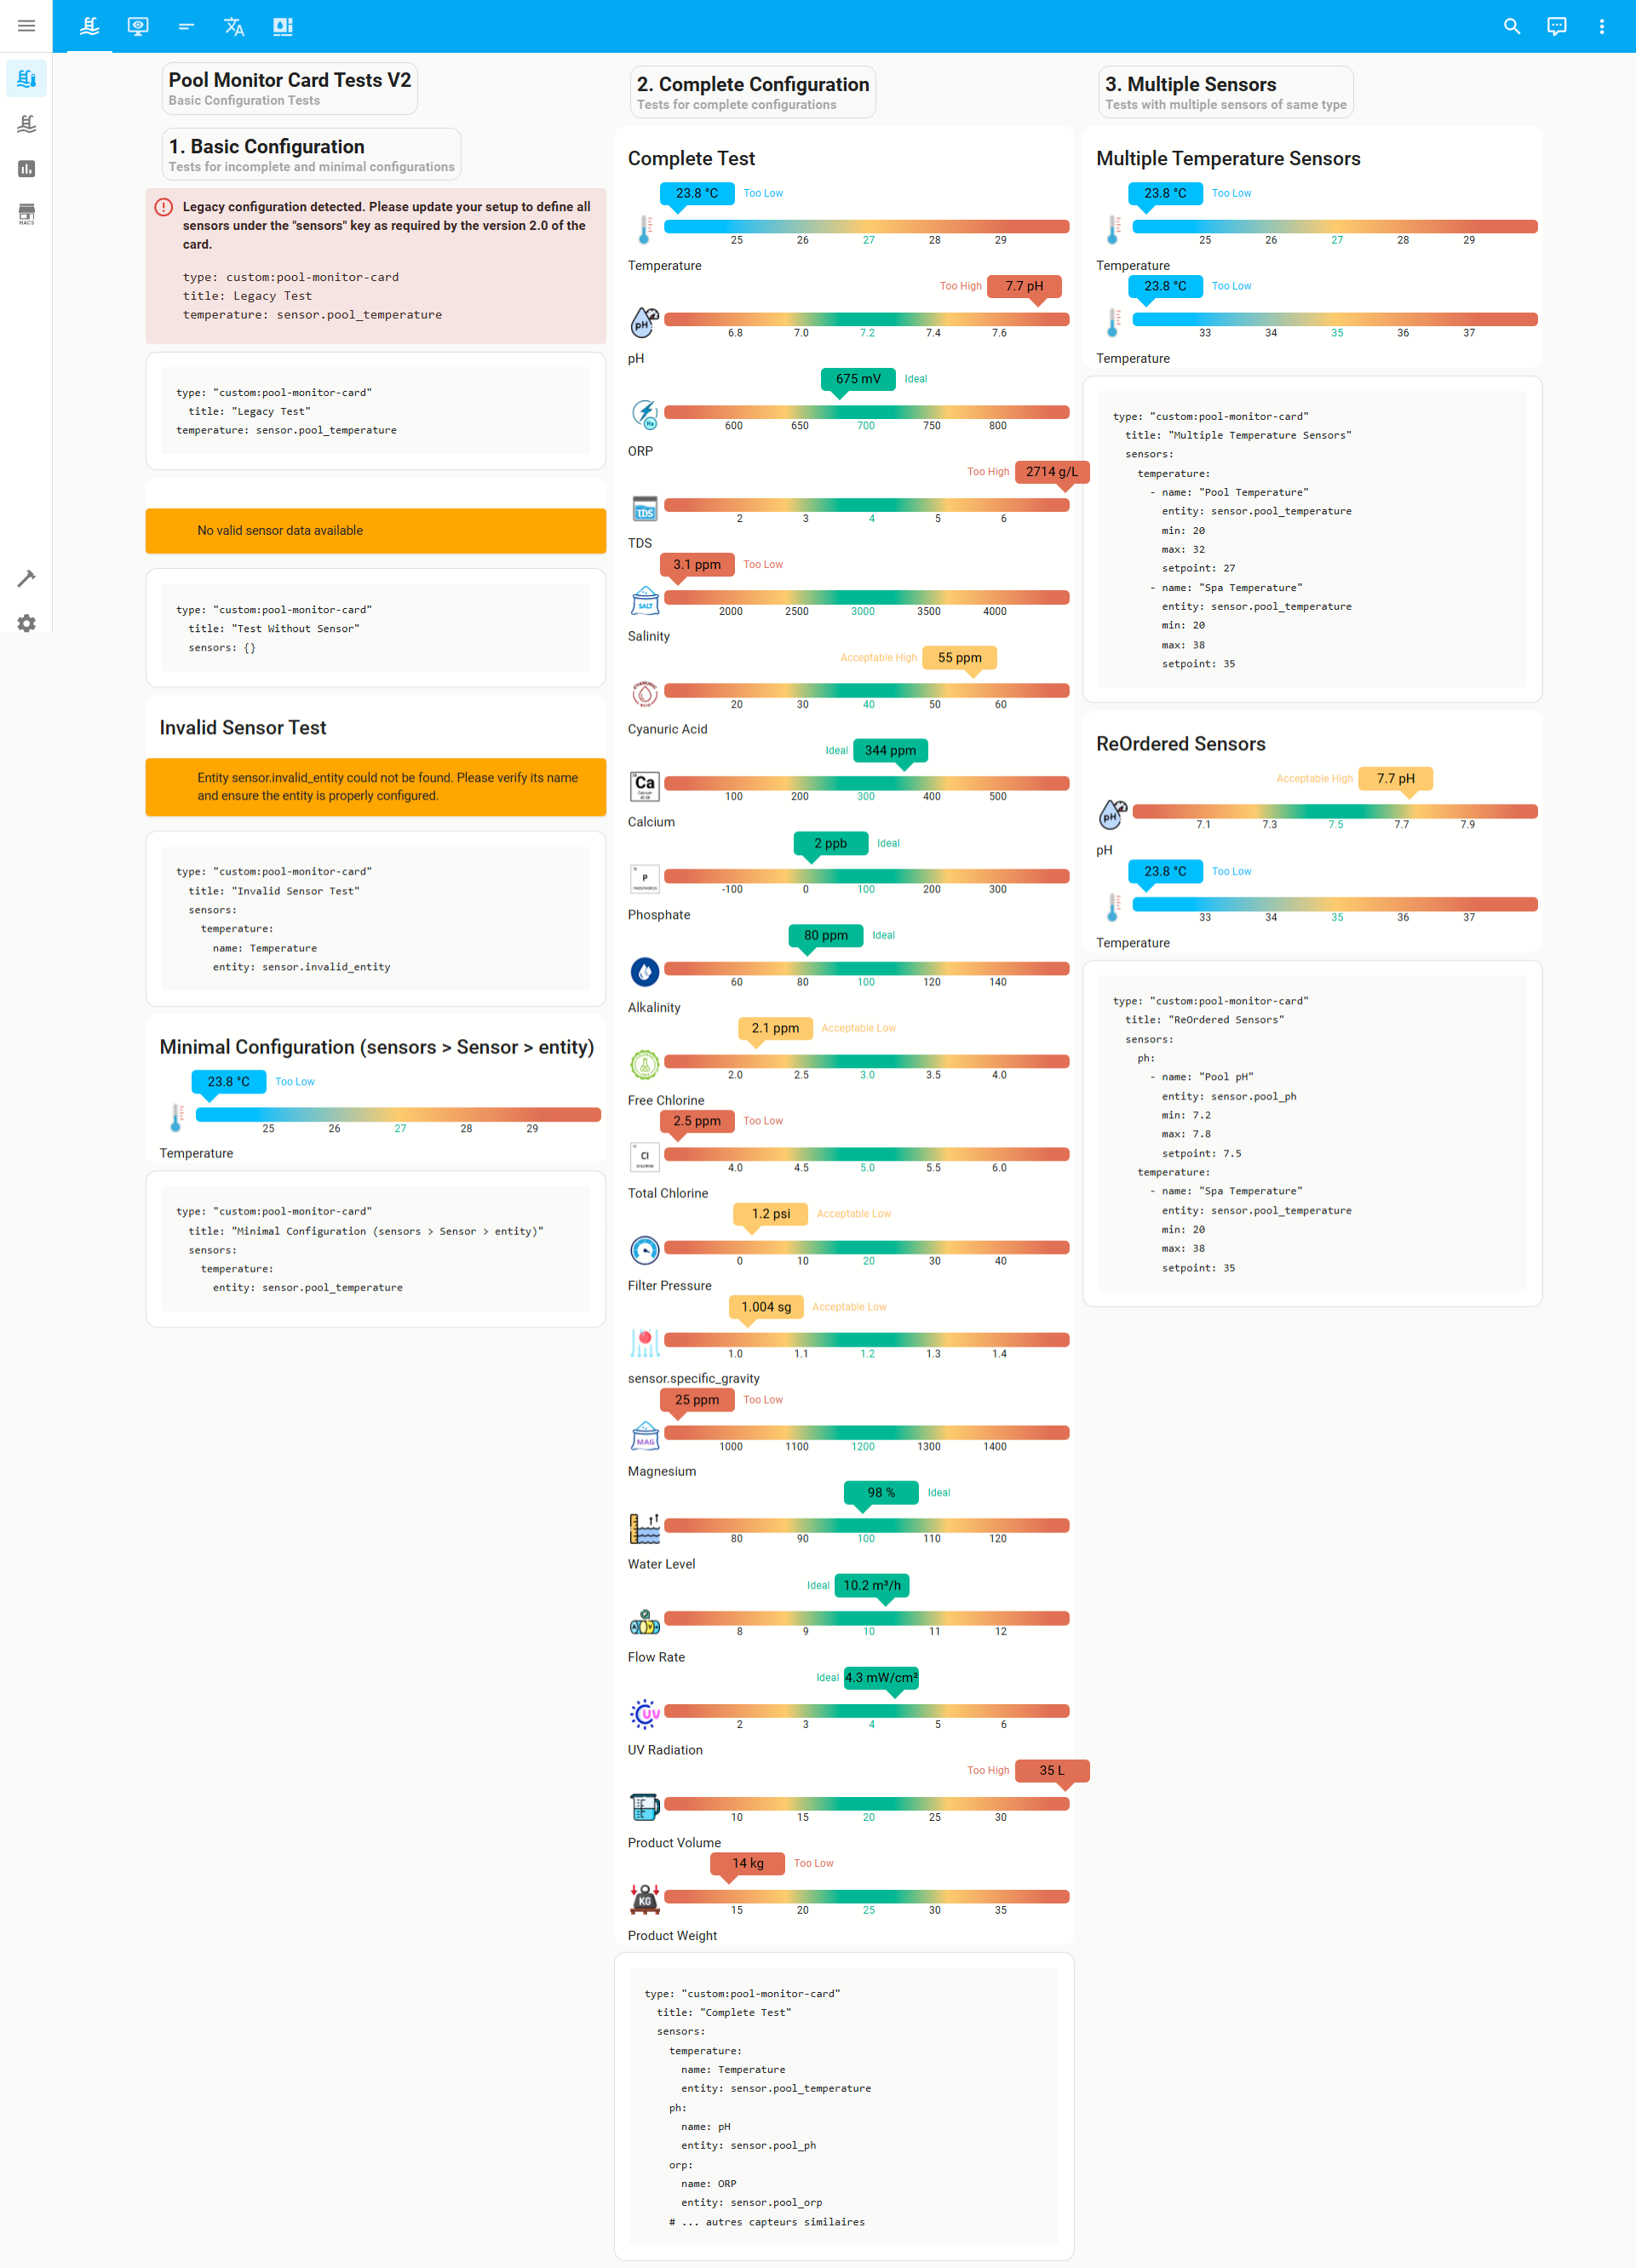 HACS
Pool Monitor Card Tests V2
Basic Configuration Tests
1. Basic Configuration
Tests for incomplete and minimal configurations
Legacy configuration detected. Please update your setup to define all
sensors under the "sensors" key as required by the version 2.0 of the
card.
type: custom:pool-monitor-card
title: Legacy Test
temperature: sensor.pool_temperature
type: "custom:pool-monitor-card"
title: "Legacy Test"
temperature: sensor.pool_temperature
No valid sensor data available
type: "custom:pool-monitor-card"
title: "Test Without Sensor"
sensors: {}
Invalid Sensor Test
Entity sensor.invalid_entity could not be found. Please verify its name
and ensure the entity is properly configured.
type: "custom:pool-monitor-card"
title: "Invalid Sensor Test"
sensors:
temperature:
name: Temperature
entity: sensor.invalid_entity
Minimal Configuration (sensors > Sensor > entity)
23.8 °C Too Low
25 26 27 28 29
Temperature
type: "custom:pool-monitor-card"
title: "Minimal Configuration (sensors > Sensor > entity)"
sensors:
temperature:
entity: sensor.pool_temperature
2. Complete Configuration
Tests for complete configurations
Complete Test
23.8 °C Too Low
25 26 27 28 29
Temperature
Too High 7.7 pH
pH
6.8 7.0 7.2 7.4 7.6
pH
675 mV Ideal
600 650 700 750 800
ORP
Too High 2714 g/L
TDS
2 3 4 5 6
TDS
3.1 ppm Too Low
SALT
2000 2500 3000 3500 4000
Salinity
Acceptable High 55 ppm
20 30 40 50 60
Cyanuric Acid
Ideal 344 ppm
Ca
100 200 300 400 500
Calcium
2 ppb Ideal
P
-100 0 100 200 300
Phosphate
80 ppm Ideal
60 80 100 120 140
Alkalinity
2.1 ppm Acceptable Low
2.0 2.5 3.0 3.5 4.0
Free Chlorine
2.5 ppm Too Low
Cl
4.0 4.5 5.0 5.5 6.0
Total Chlorine
1.2 psi Acceptable Low
0 10 20 30 40
Filter Pressure
1.004 sg Acceptable Low
1.0 1.1 1.2 1.3 1.4
sensor.specific_gravity
25 ppm Too Low
MAG
1000 1100 1200 1300 1400
Magnesium
98 % Ideal
80 90 100 110 120
Water Level
Ideal 10.2 m³/h
8 9 10 11 12
Flow Rate
Ideal 4.3 mW/cm²
UV
2 3 4 5 6
UV Radiation
Too High 35 L
10 15 20 25 30
Product Volume
14 kg Too Low
KG
15 20 25 30 35
Product Weight
type: "custom:pool-monitor-card"
title: "Complete Test"
sensors:
temperature:
name: Temperature
entity: sensor.pool_temperature
ph:
name: pH
entity: sensor.pool_ph
orp:
name: ORP
entity: sensor.pool_orp
# ... autres capteurs similaires
3. Multiple Sensors
Tests with multiple sensors of same type
Multiple Temperature Sensors
23.8 °C Too Low
25 26 27 28 29
Temperature
23.8 °C Too Low
33 34 35 36 37
Temperature
type: "custom:pool-monitor-card"
title: "Multiple Temperature Sensors"
sensors:
temperature:
- name: "Pool Temperature"
entity: sensor.pool_temperature
min: 20
max: 32
setpoint: 27
- name: "Spa Temperature"
entity: sensor.pool_temperature
min: 20
max: 38
setpoint: 35
ReOrdered Sensors
Acceptable High 7.7 pH
pH
7.1 7.3 7.5 7.7 7.9
pH
23.8 °C Too Low
33 34 35 36 37
Temperature
type: "custom:pool-monitor-card"
title: "ReOrdered Sensors"
sensors:
ph:
- name: "Pool pH"
entity: sensor.pool_ph
min: 7.2
max: 7.8
setpoint: 7.5
temperature:
- name: "Spa Temperature"
entity: sensor.pool_temperature
min: 20
max: 38
setpoint: 35